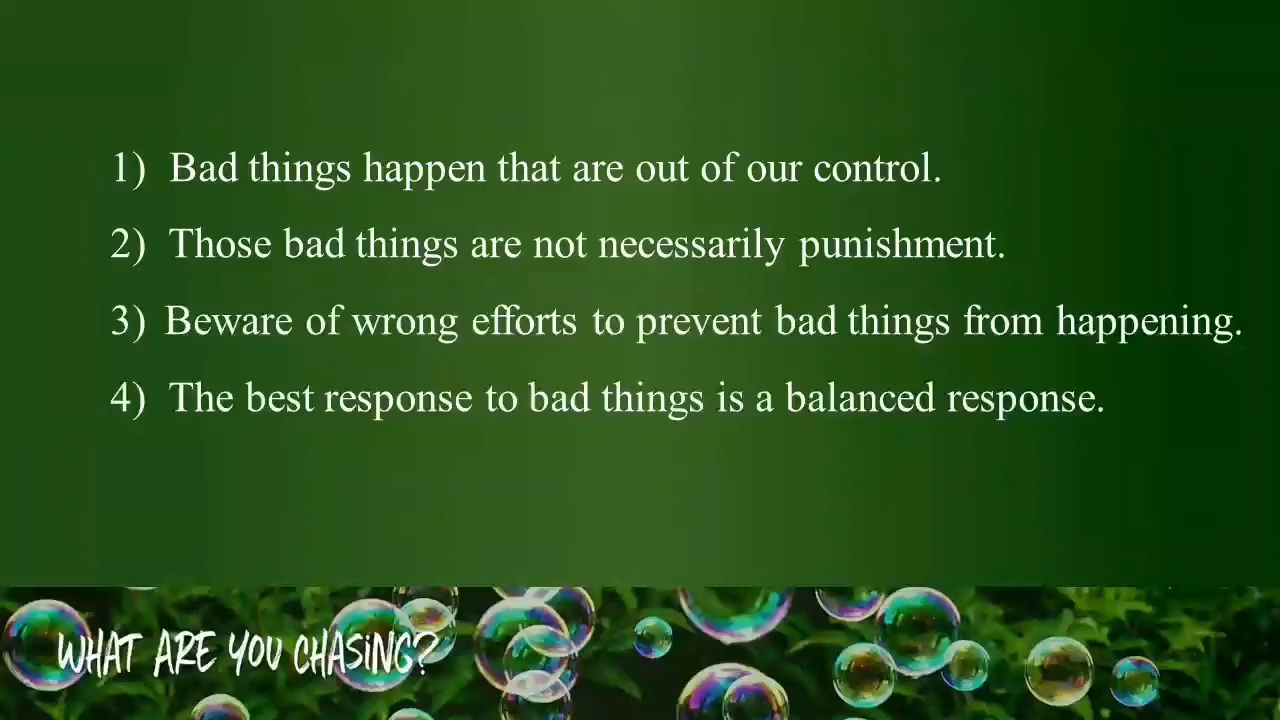 1) Bad things happen that are out of our control.
2) Those bad things are not necessarily punishment.
3) Beware of wrong efforts to prevent bad things from happening.
4) The best response to bad things is a balanced response.
WHAT ARE YOU CHASING?